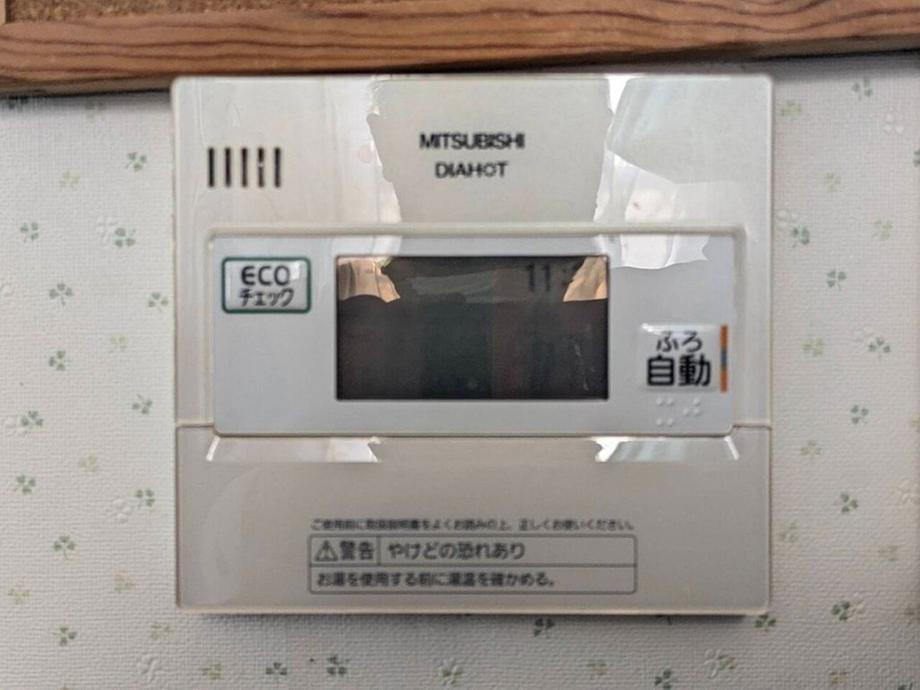 MITSUBISHI
DIAHOT
ECO
チェック
11:
ふろ
自動
ご使用前に取扱説明書をよくお読みの上、正しくお使いください。
警告 やけどの恐れあり
お湯を使用する前に湯温を確かめる。